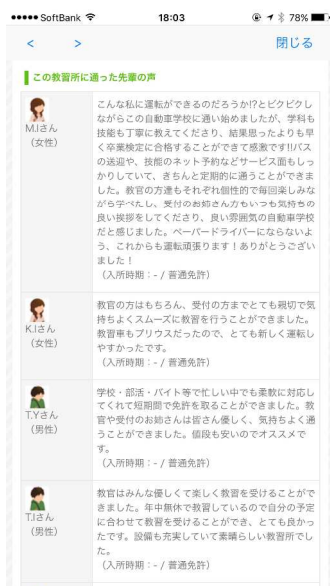 ●●●●● SoftBank 18:03 78%
< > 閉じる
この教習所に通った先輩の声
M.Iさん
（女性）
こんな私に運転ができるのだろうか!?とビクビクし
ながらこの自動車学校に通い始めましたが、学科も
技能も丁寧に教えてくださり、結果思ったよりも早
く卒業検定に合格することができて感激です!!バス
の送迎や、技能のネット予約などサービス面もしっ
かりしていて、きちんと定期的に通うことができま
した。教官の方達もそれぞれ個性的で毎回楽しみな
がら学べたし、受付のお姉さん方もいつも気持ちの
良い挨拶をしてくださり、良い雰囲気の自動車学校
だと感じました。ペーパードライバーにならないよ
う、これからも運転頑張ります！ありがとうござい
ました！
（入所時期：- / 普通免許）
K.Iさん
（女性）
教官の方はもちろん、受付の方までとても親切で気
持ちよくスムーズに教習を行うことができました。
教習車もプリウスだったので、とても新しく運転し
やすかったです。
（入所時期：- / 普通免許）
T.Yさん
（男性）
学校・部活・バイト等で忙しい中でも柔軟に対応し
てくれて短期間で免許を取ることができました。教
官や受付のお姉さんは皆さん優しく、気持ちよく通
うことができました。値段も安いのでオススメで
す。
（入所時期：- / 普通免許）
T.Iさん
（男性）
教官はみんな優しくて楽しく教習を受けることがで
きました。年中無休で教習しているので自分の予定
に合わせて教習を受けることができ、とても良かっ
たです。設備も充実していて素晴らしい教習所でし
た。
（入所時期：- / 普通免許）